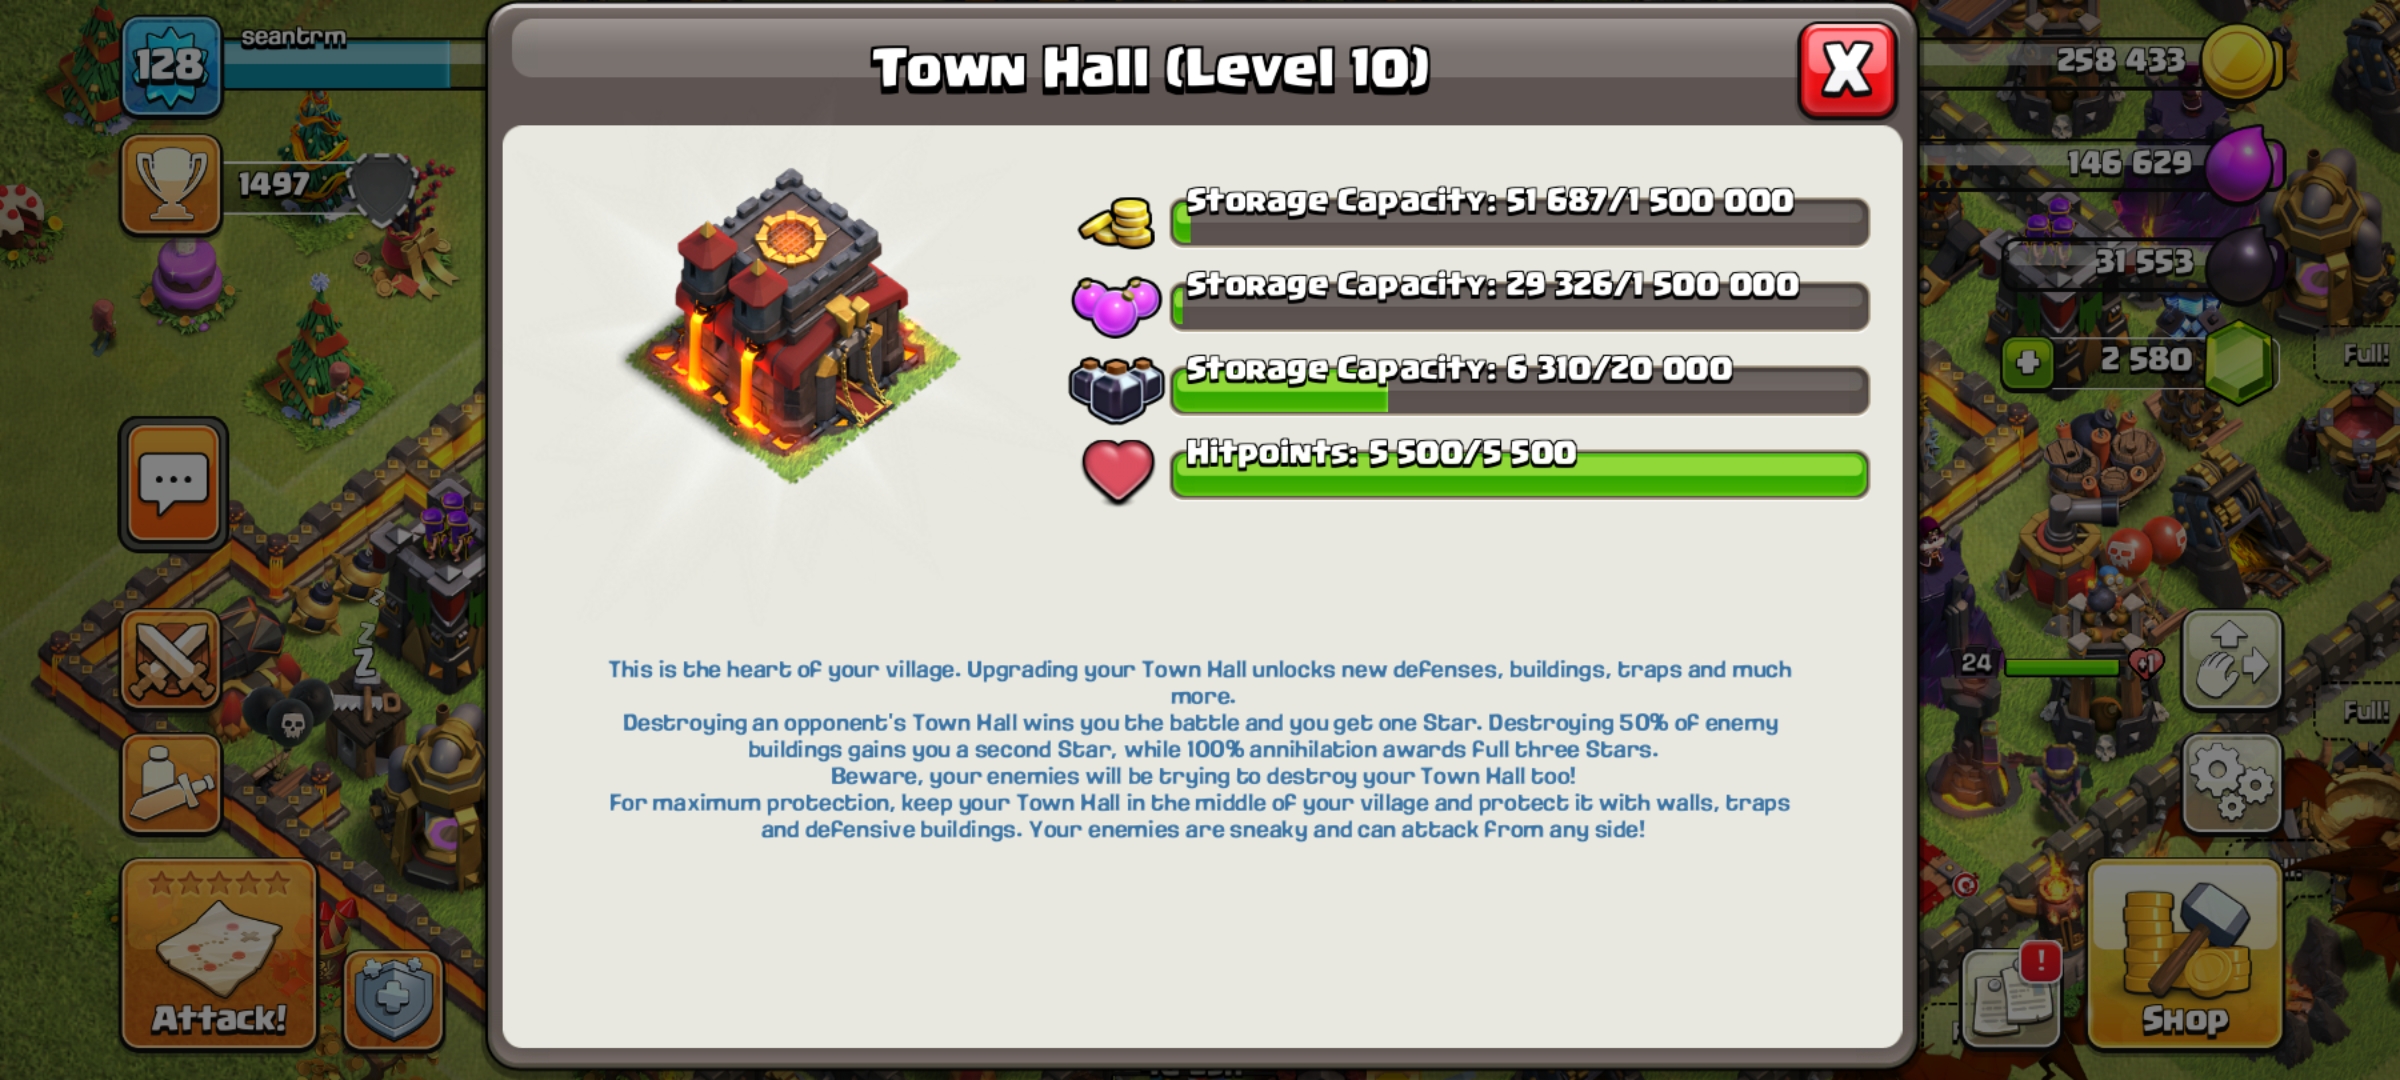 128
seantrm
Town Hall (Level 10)
X
258 433
1497
146 629
31 553
2 580
Full!
Storage Capacity: 51 687/1 500 000
Storage Capacity: 29 326/1 500 000
Storage Capacity: 6 310/20 000
Hitpoints: 5 500/5 500
z
z
Z
24
+1
Full!
This is the heart of your village. Upgrading your Town Hall unlocks new defenses, buildings, traps and much
more.
Destroying an opponent's Town Hall wins you the battle and you get one Star. Destroying 50% of enemy
buildings gains you a second Star, while 100% annihilation awards full three Stars.
Beware, your enemies will be trying to destroy your Town Hall too!
For maximum protection, keep your Town Hall in the middle of your village and protect it with walls, traps
and defensive buildings. Your enemies are sneaky and can attack from any side!
Attack!
!
Shop